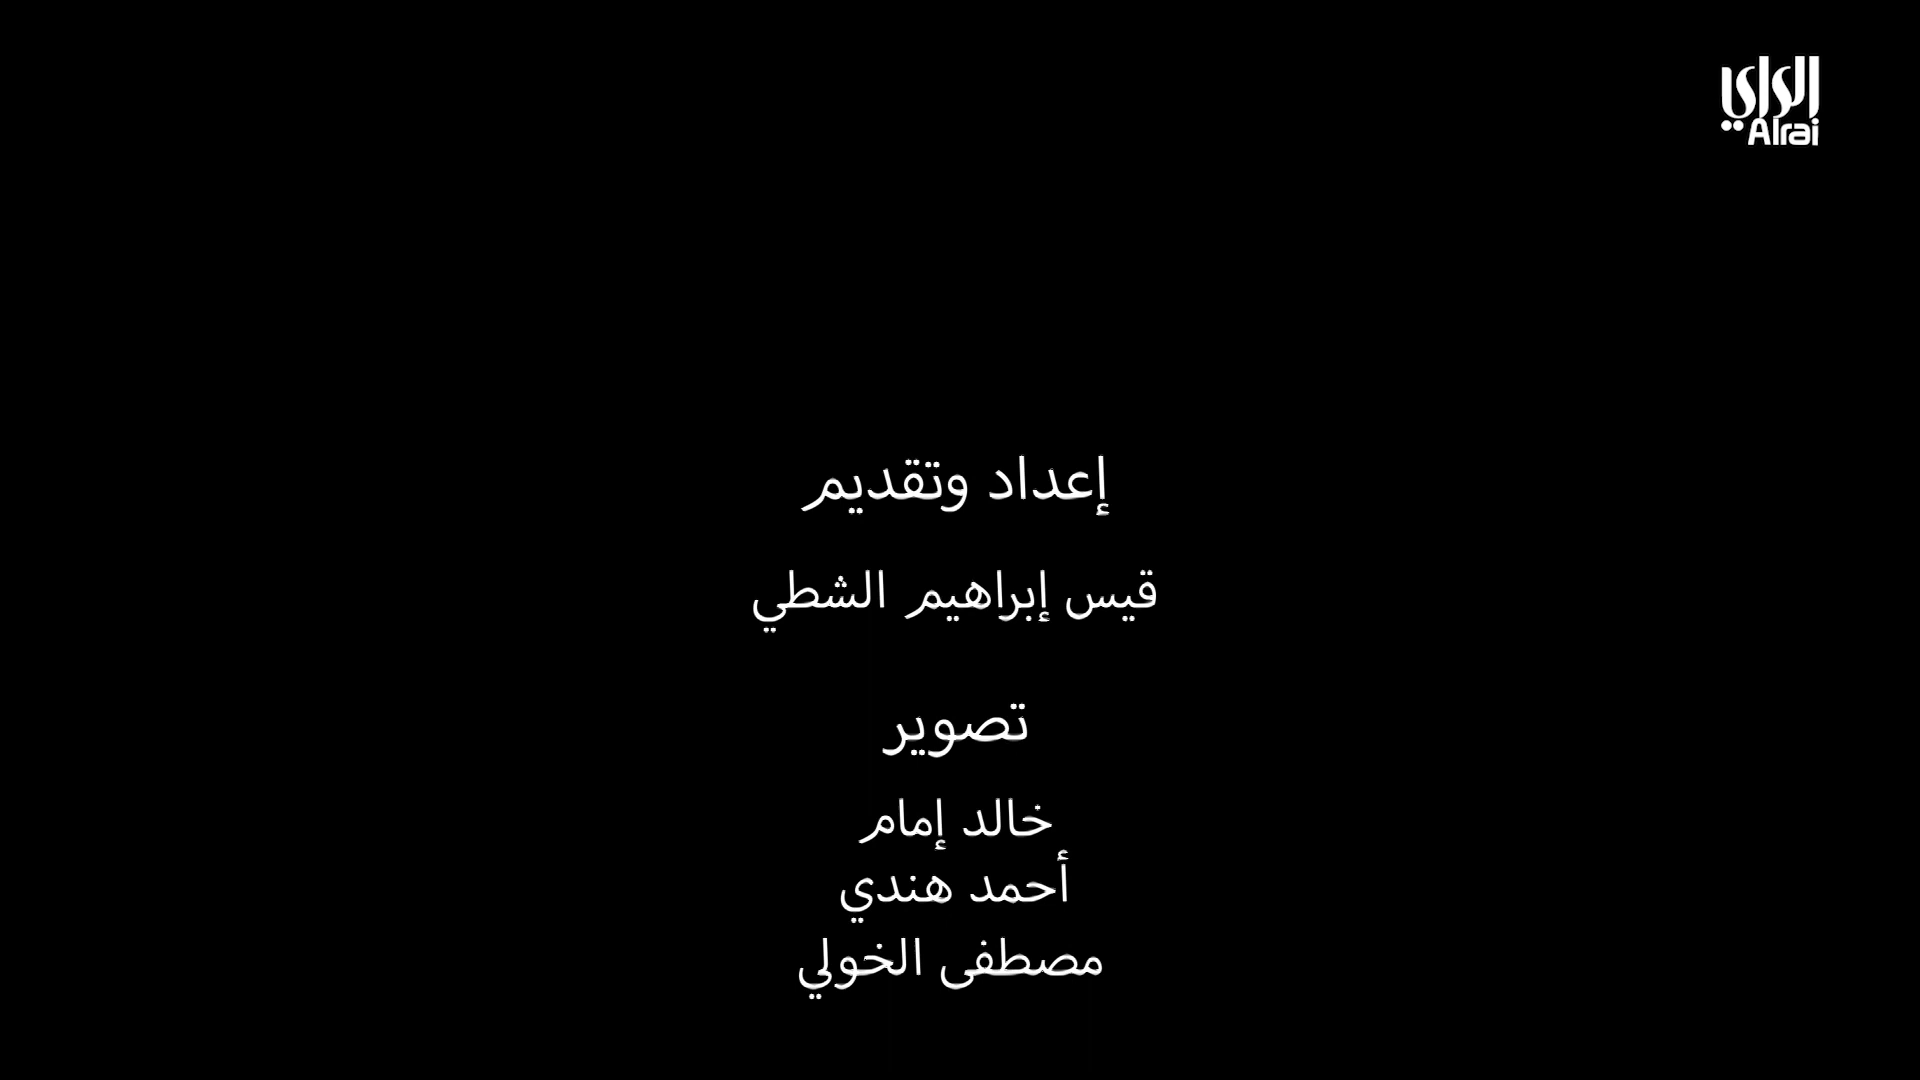 الراي
Alrai
إعداد وتقديم
قيس إبراهيم الشطي
تصوير
خالد إمام
أحمد هندي
مصطفى الخولي